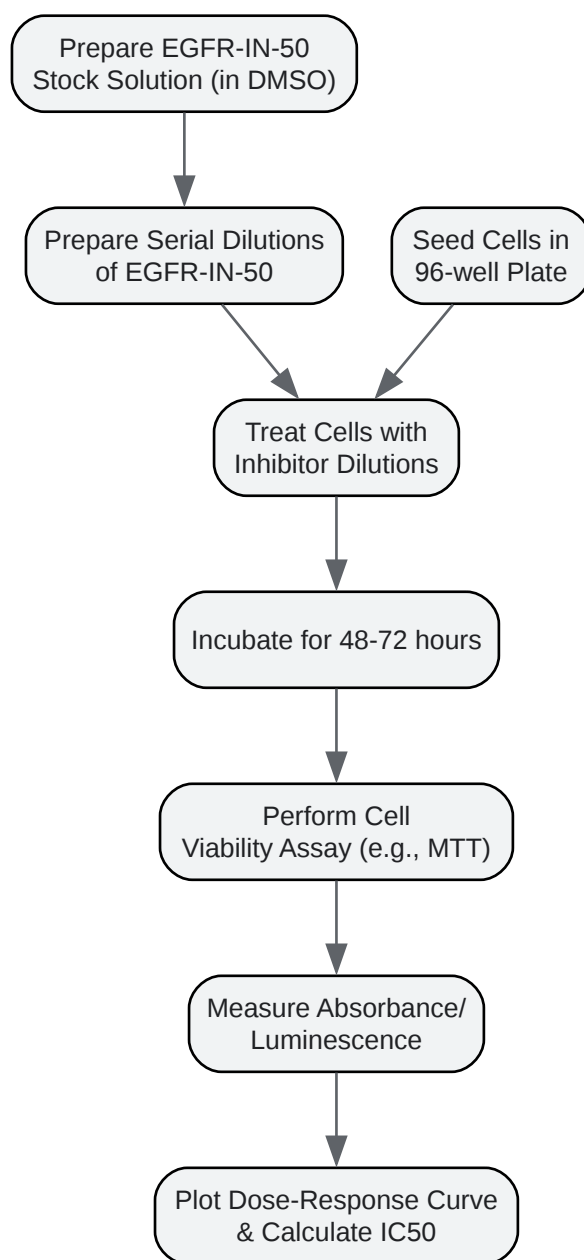 Prepare EGFR-IN-50
Stock Solution (in DMSO)
Prepare Serial Dilutions
of EGFR-IN-50
Seed Cells in
96-well Plate
Treat Cells with
Inhibitor Dilutions
Incubate for 48-72 hours
Perform Cell
Viability Assay (e.g., MTT)
Measure Absorbance/
Luminescence
Plot Dose-Response Curve
& Calculate IC50